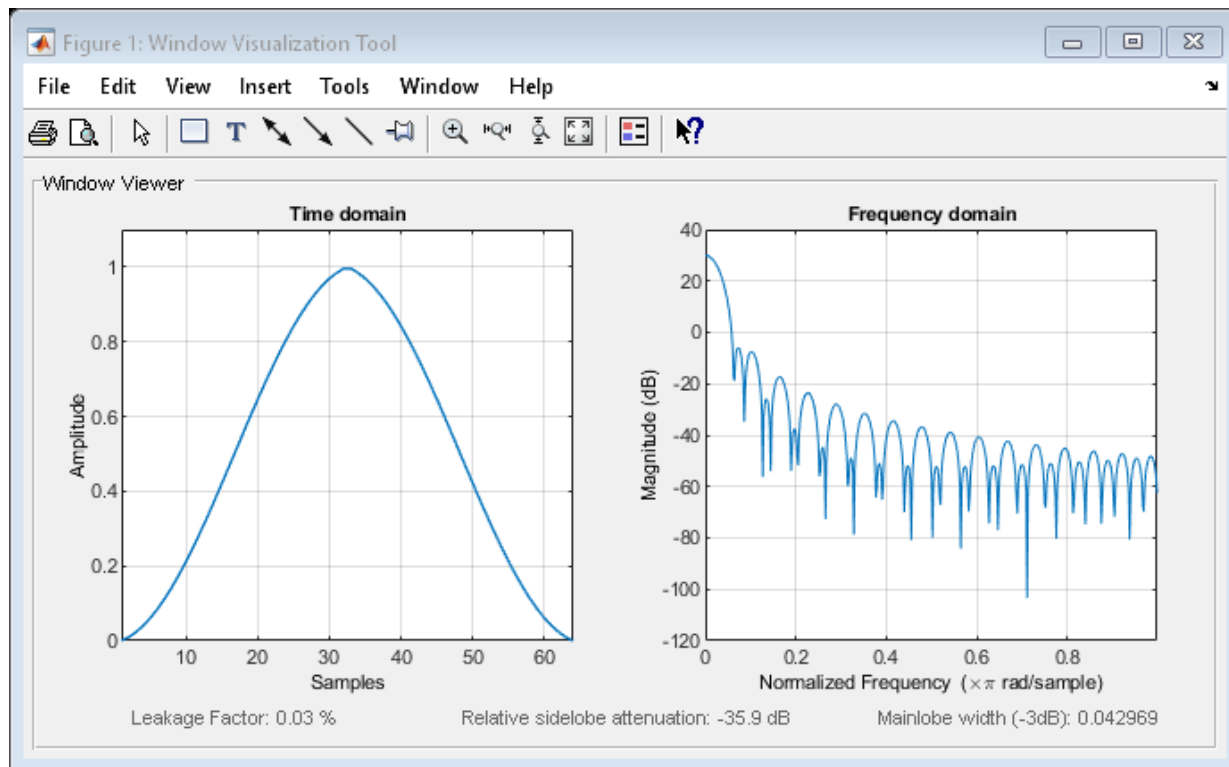 Figure 1: Window Visualization Tool
File Edit View Insert Tools Window Help
T
?
Window Viewer
Time domain
1
0.8
0.6
0.4
0.2
0
10 20 30 40 50 60
Amplitude
Samples
Frequency domain
40
20
0
-20
-40
-60
-80
-100
-120
0 0.2 0.4 0.6 0.8
Magnitude (dB)
Normalized Frequency (×π rad/sample)
Leakage Factor: 0.03 % Relative sidelobe attenuation: -35.9 dB Mainlobe width (-3dB): 0.042969